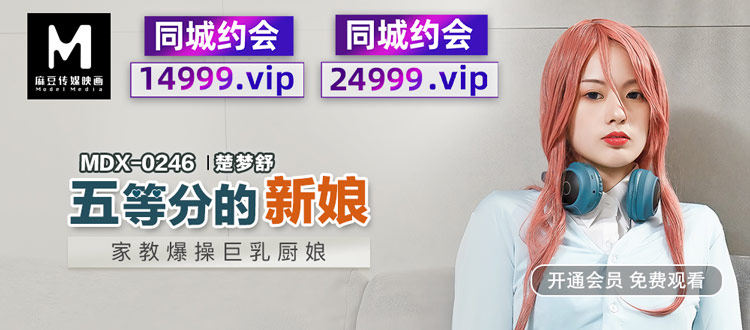 麻豆传媒映画
Model Media
同城约会
14999.vip
同城约会
24999.vip
MDX-0246 | 楚梦舒
五等分的新娘
家教爆操巨乳厨娘
开通会员 免费观看